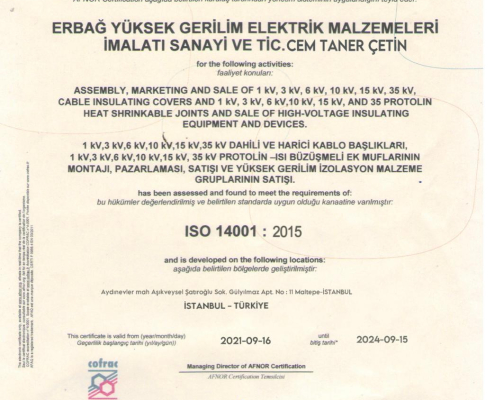 ERBAĞ YÜKSEK GERİLİM ELEKTRİK MALZEMELERİ
İMALATI SANAYİ VE TİC.CEM TANER ÇETİN
for the following activities:
faaliyet konuları:
ASSEMBLY, MARKETING AND SALE OF 1 kV, 3 kV, 6 kV, 10 kV, 15 kV, 35 kV,
CABLE INSULATING COVERS AND 1 kV, 3 kV, 6 kV,10 kV, 15 kV, AND 35 PROTOLIN
HEAT SHRINKABLE JOINTS AND SALE OF HIGH-VOLTAGE INSULATING
EQUIPMENT AND DEVICES.
1 kV,3 kV,6 kV,10 kV,15 kV,35 kV DAHİLİ VE HARİCİ KABLO BAŞLIKLARI,
1 kV,3 kV,6 kV,10 kV,15 kV, 35 kV PROTOLİN –ISI BÜZÜŞMELİ EK MUFLARININ
MONTAJI, PAZARLAMASI, SATIŞI VE YÜKSEK GERİLİM İZOLASYON MALZEME
GRUPLARININ SATIŞI.
has been assessed and found to meet the requirements of:
bu hükümler değerlendirilmiş ve belirtilen standarda uygun olduğu kanaatine varılmıştır:
ISO 14001 : 2015
and is developed on the following locations:
aşağıda belirtilen bölgelerde geliştirilmiştir:
Aydınevler mah Aşıkveysel Şatıroğlu Sok. Gülyılmaz Apt. No : 11 Maltepe-İSTANBUL
İSTANBUL - TÜRKİYE
This certificate is valid from (year/month/day)
Geçerlilik başlangıç tarihi (yıl/ay/gün))
2021-09-16
until
bitiş tarihi*
2024-09-15
cofrac
Managing Director of AFNOR Certification
AFNOR Certification Temsilcisi